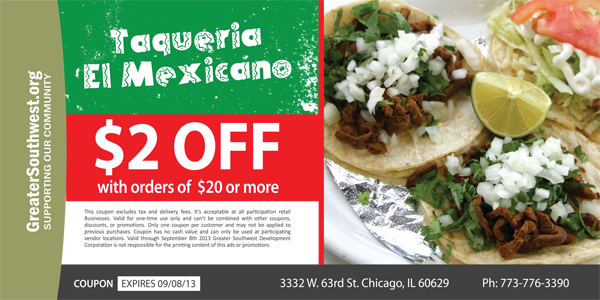 GreaterSouthwest.org
SUPPORTING OUR COMMUNITY
Taqueria
El Mexicano
$2 OFF
with orders of $20 or more
This coupon excludes tax and delivery fees. It's acceptable at all participation retail
Businesses. Valid for one-time use only and can't be combined with other coupons,
discounts, or promotions. Only one coupon per customer and may not be applied to
previous purchases. Coupon has no cash value and can only be used at participating
vendor locations. Valid through September 8th 2013 Greater Southwest Development
Corporation is not responsible for the printing content of this ads or promotions.
COUPON EXPIRES 09/08/13 3332 W. 63rd St. Chicago, IL 60629 Ph: 773-776-3390